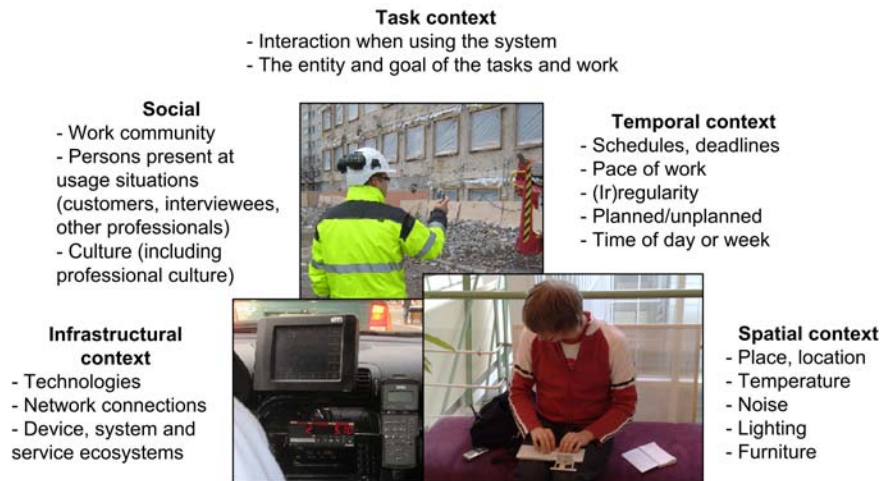 Task context
- Interaction when using the system
- The entity and goal of the tasks and work
Social
- Work community
- Persons present at
usage situations
(customers, interviewees,
other professionals)
- Culture (including
professional culture)
Temporal context
- Schedules, deadlines
- Pace of work
- (Ir)regularity
- Planned/unplanned
- Time of day or week
Infrastructural
context
- Technologies
- Network connections
- Device, system and
service ecosystems
Spatial context
- Place, location
- Temperature
- Noise
- Lighting
- Furniture